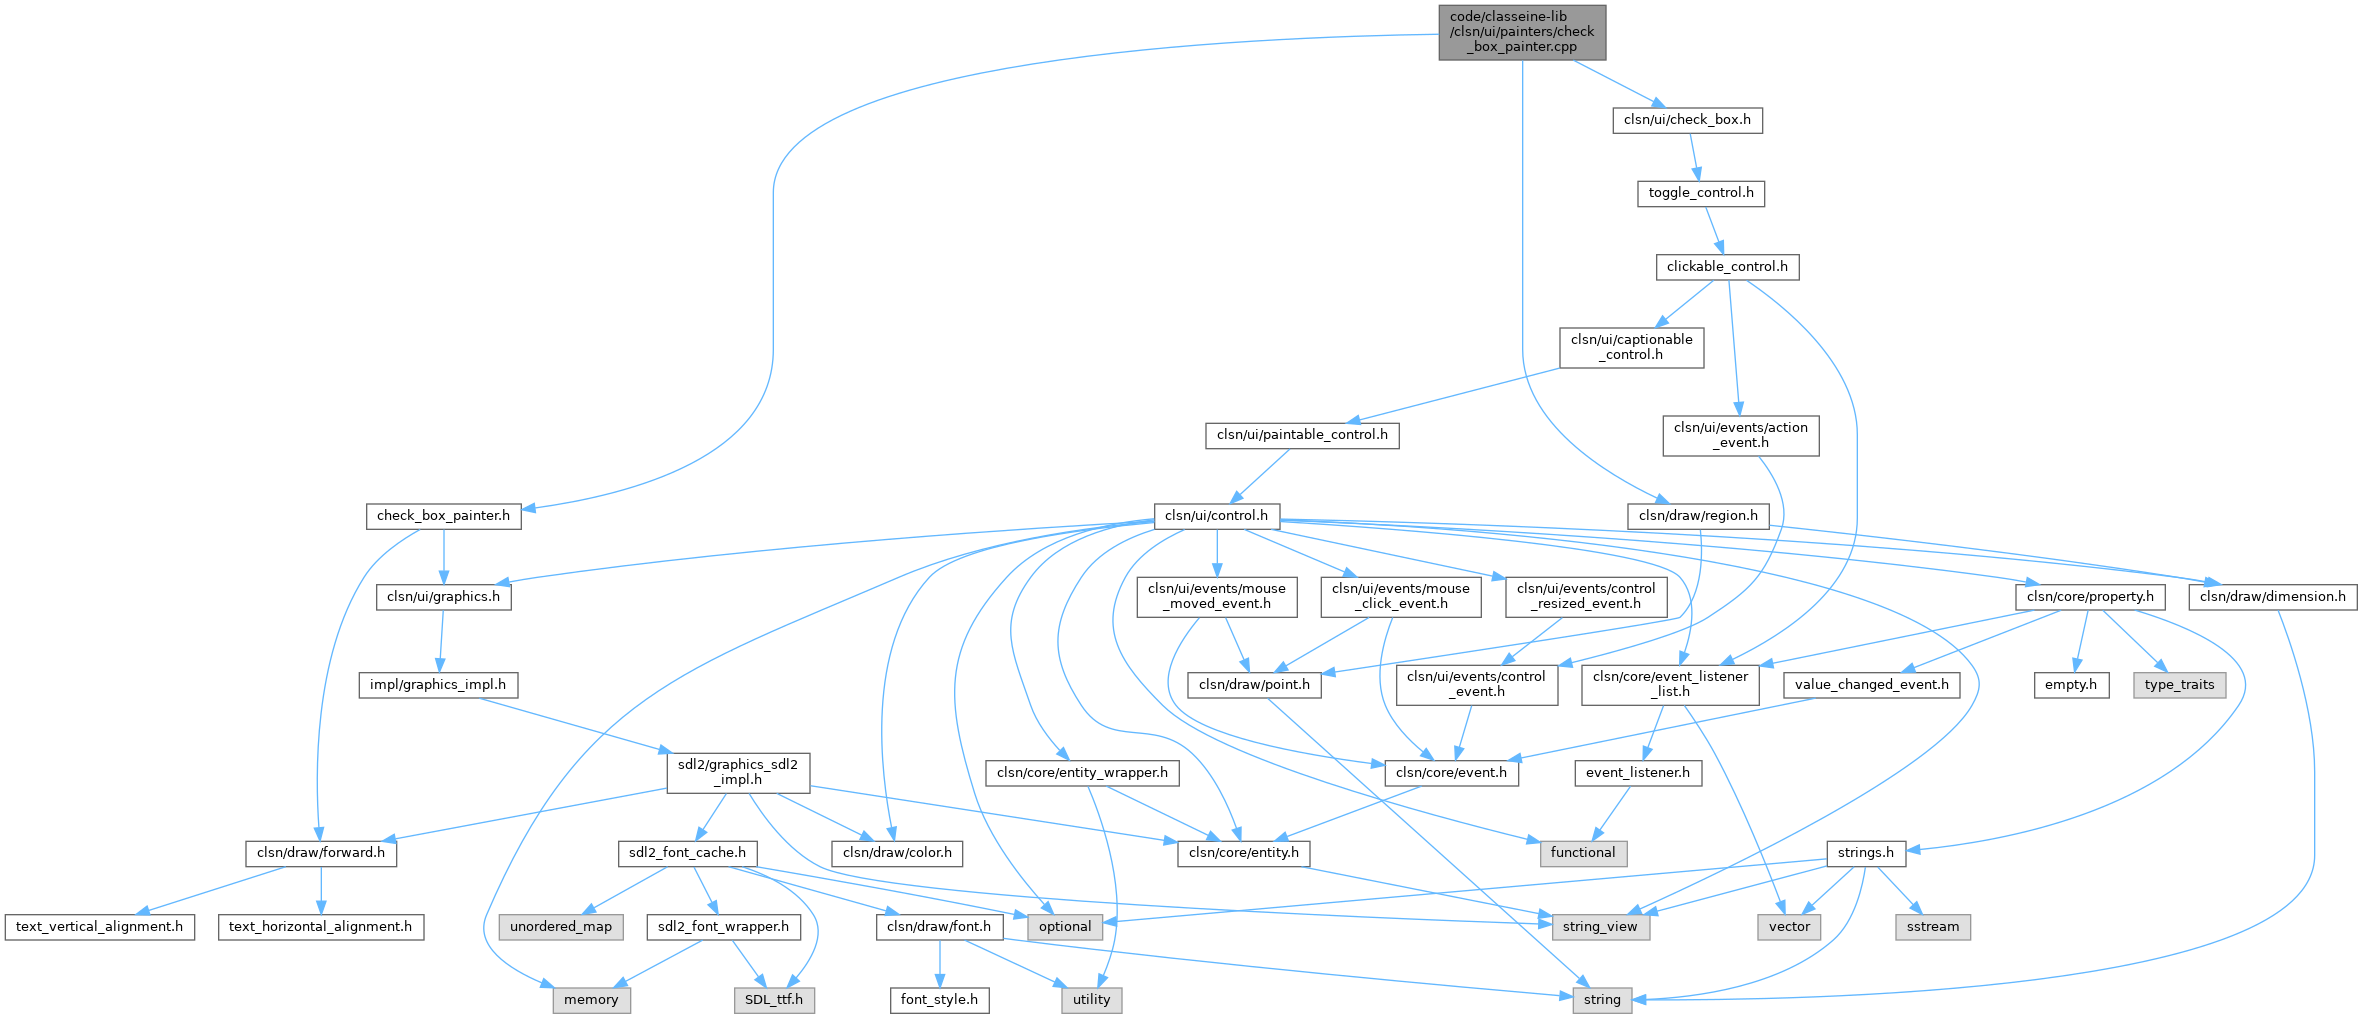 code/classeine-lib
/clsn/ui/painters/check
_box_painter.cpp
clsn/ui/check_box.h
toggle_control.h
clickable_control.h
clsn/ui/captionable
_control.h
clsn/ui/events/action
_event.h
clsn/ui/paintable_control.h
check_box_painter.h
clsn/ui/control.h
clsn/draw/region.h
clsn/ui/graphics.h
clsn/ui/events/mouse
_moved_event.h
clsn/ui/events/mouse
_click_event.h
clsn/ui/events/control
_resized_event.h
clsn/core/property.h
clsn/draw/dimension.h
impl/graphics_impl.h
clsn/draw/point.h
clsn/ui/events/control
_event.h
clsn/core/event_listener
_list.h
value_changed_event.h
empty.h
type_traits
sdl2/graphics_sdl2
_impl.h
clsn/core/entity_wrapper.h
clsn/core/event.h
event_listener.h
clsn/draw/forward.h
sdl2_font_cache.h
clsn/draw/color.h
clsn/core/entity.h
functional
strings.h
text_vertical_alignment.h
text_horizontal_alignment.h
unordered_map
sdl2_font_wrapper.h
clsn/draw/font.h
optional
string_view
vector
sstream
memory
SDL_ttf.h
font_style.h
utility
string